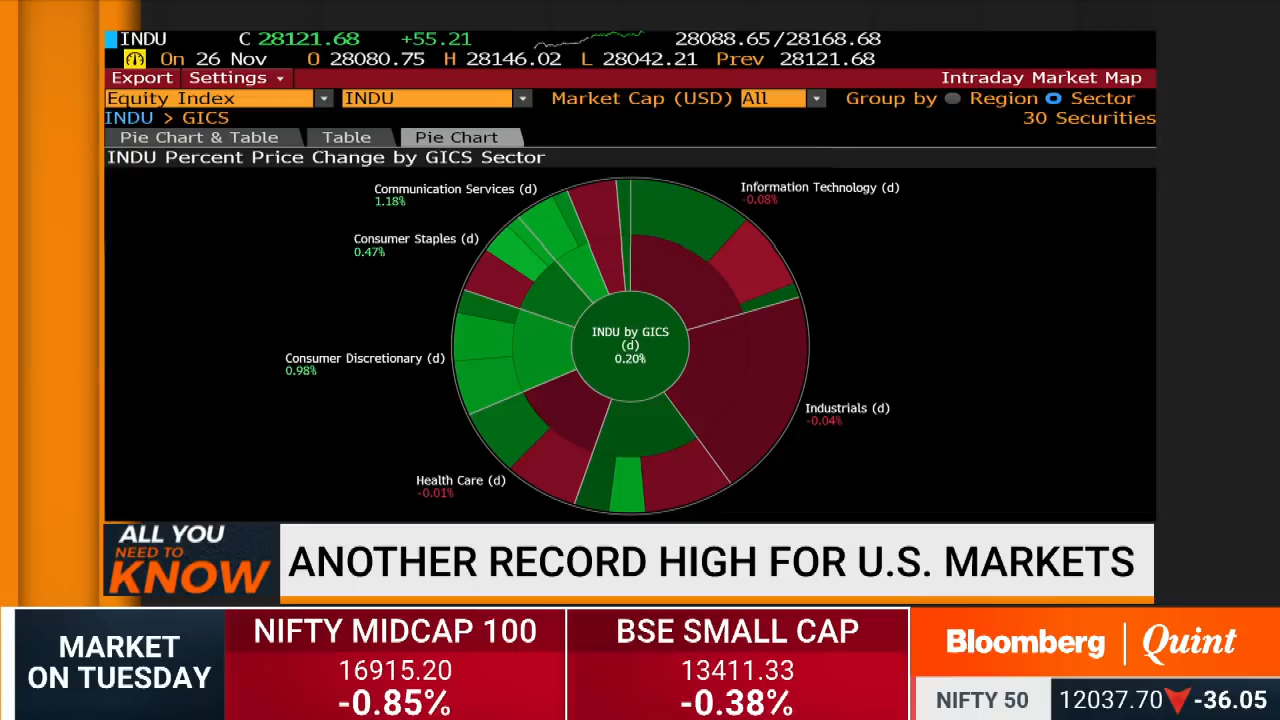 INDU C 28121.68 +55.21 28088.65/28168.68
On 26 Nov O 28080.75 H 28146.02 L 28042.21 Prev 28121.68
Export Settings Intraday Market Map
Equity Index INDU Market Cap (USD) All Group by Region Sector
INDU > GICS 30 Securities
Pie Chart & Table Table Pie Chart
INDU Percent Price Change by GICS Sector
Communication Services (d)
1.18%
Information Technology (d)
-0.08%
Consumer Staples (d)
0.47%
INDU by GICS
(d)
0.20%
Consumer Discretionary (d)
0.98%
Industrials (d)
-0.04%
Health Care (d)
-0.01%
ALL YOU
NEED TO
KNOW
ANOTHER RECORD HIGH FOR U.S. MARKETS
MARKET
ON TUESDAY
NIFTY MIDCAP 100
16915.20
-0.85%
BSE SMALL CAP
13411.33
-0.38%
Bloomberg | Quint
NIFTY 50 12037.70 -36.05